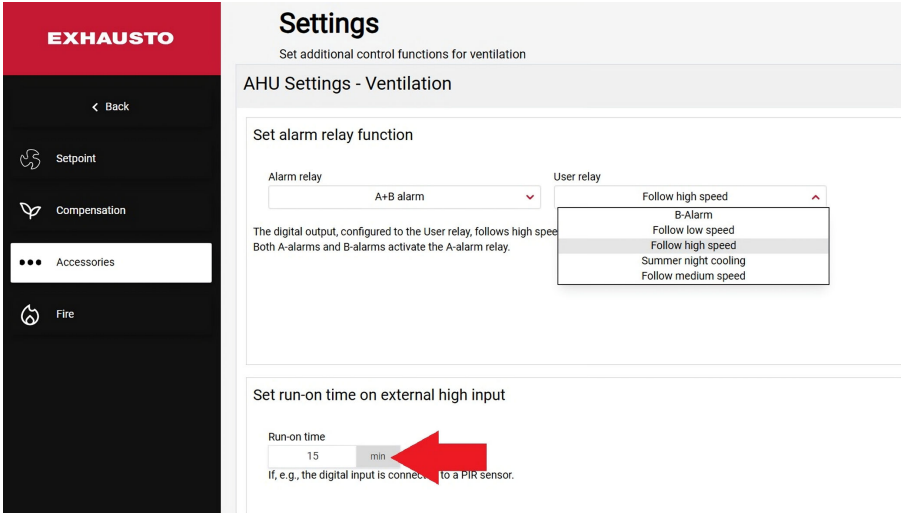 EXHAUSTO
Back
Setpoint
Compensation
Accessories
Fire
Settings
Set additional control functions for ventilation
AHU Settings - Ventilation
Set alarm relay function
Alarm relay
A+B alarm
User relay
Follow high speed
B-Alarm
Follow low speed
Follow high speed
Summer night cooling
Follow medium speed
The digital output, configured to the User relay, follows high
Both A-alarms and B-alarms activate the A-alarm relay.
Set run-on time on external high input
Run-on time
15 min
If, e.g., the digital input is to a PIR sensor.